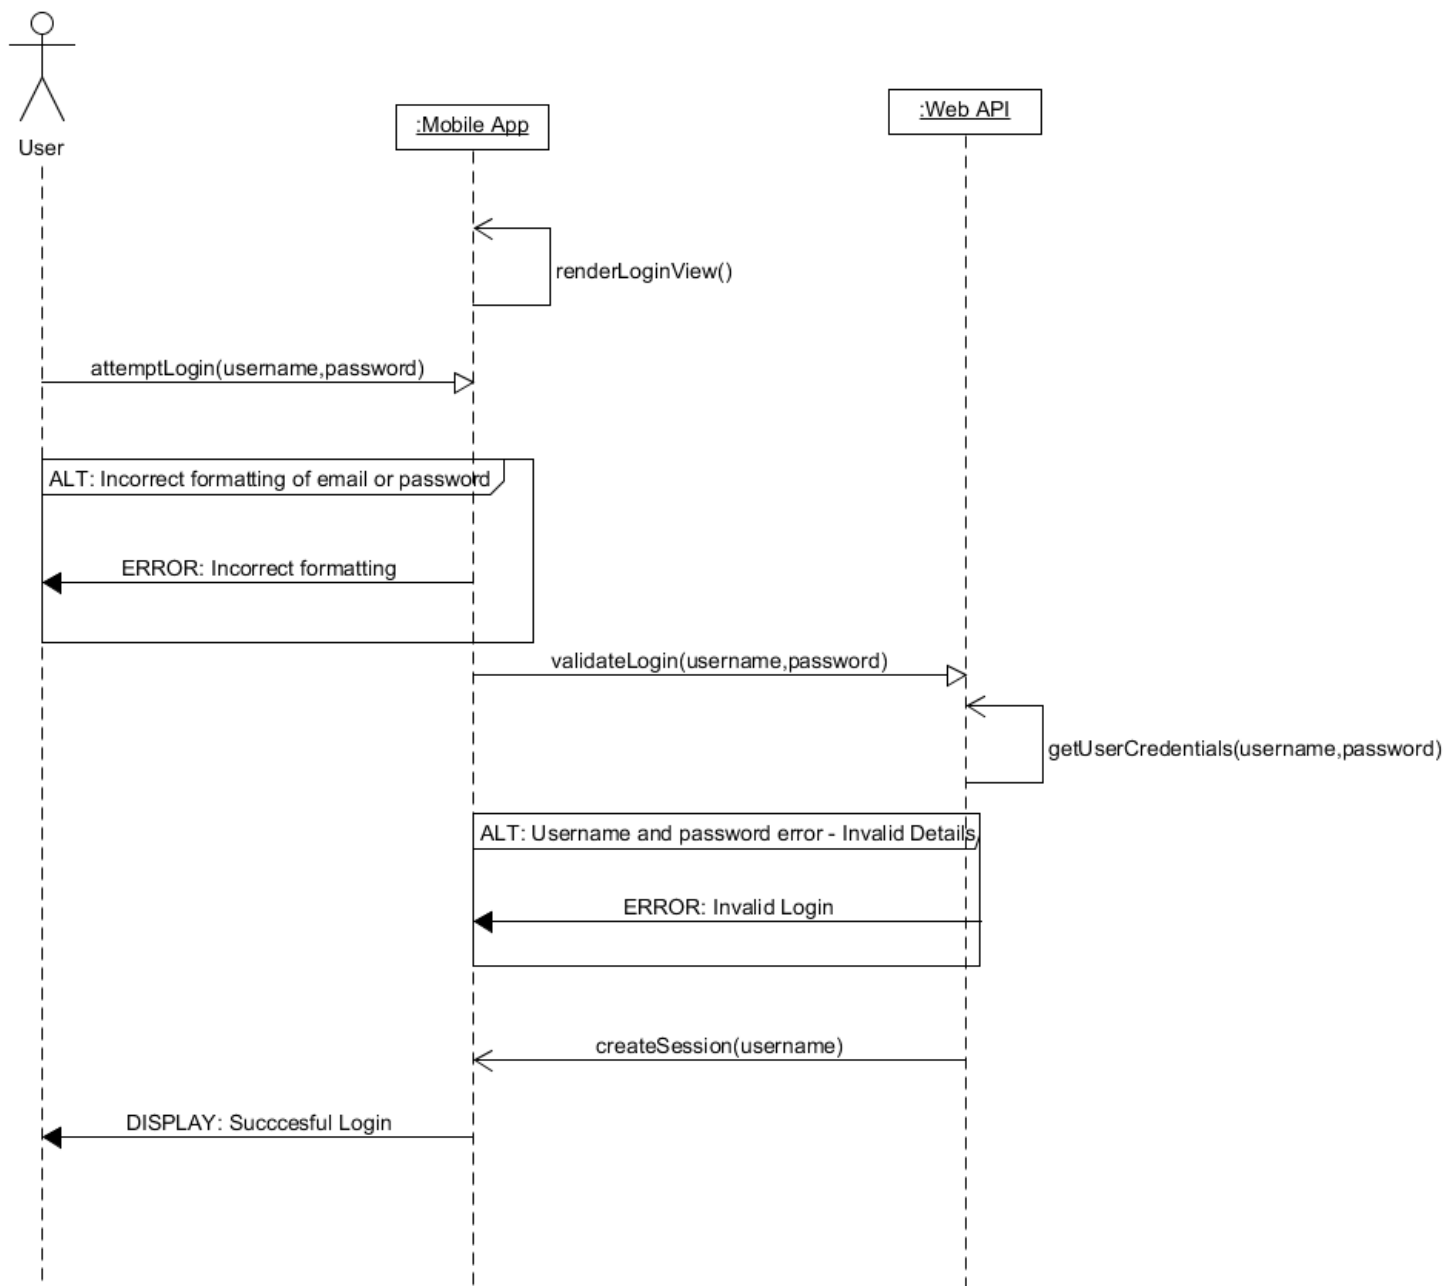 :Web API
:Mobile App
User
renderLoginView()
attemptLogin(username,password)
ALT: Incorrect formatting of email or password
ERROR: Incorrect formatting
validateLogin(username,password)
getUserCredentials(username,password)
ALT: Username and password error - Invalid Details
ERROR: Invalid Login
createSession(username)
DISPLAY: Succcesful Login